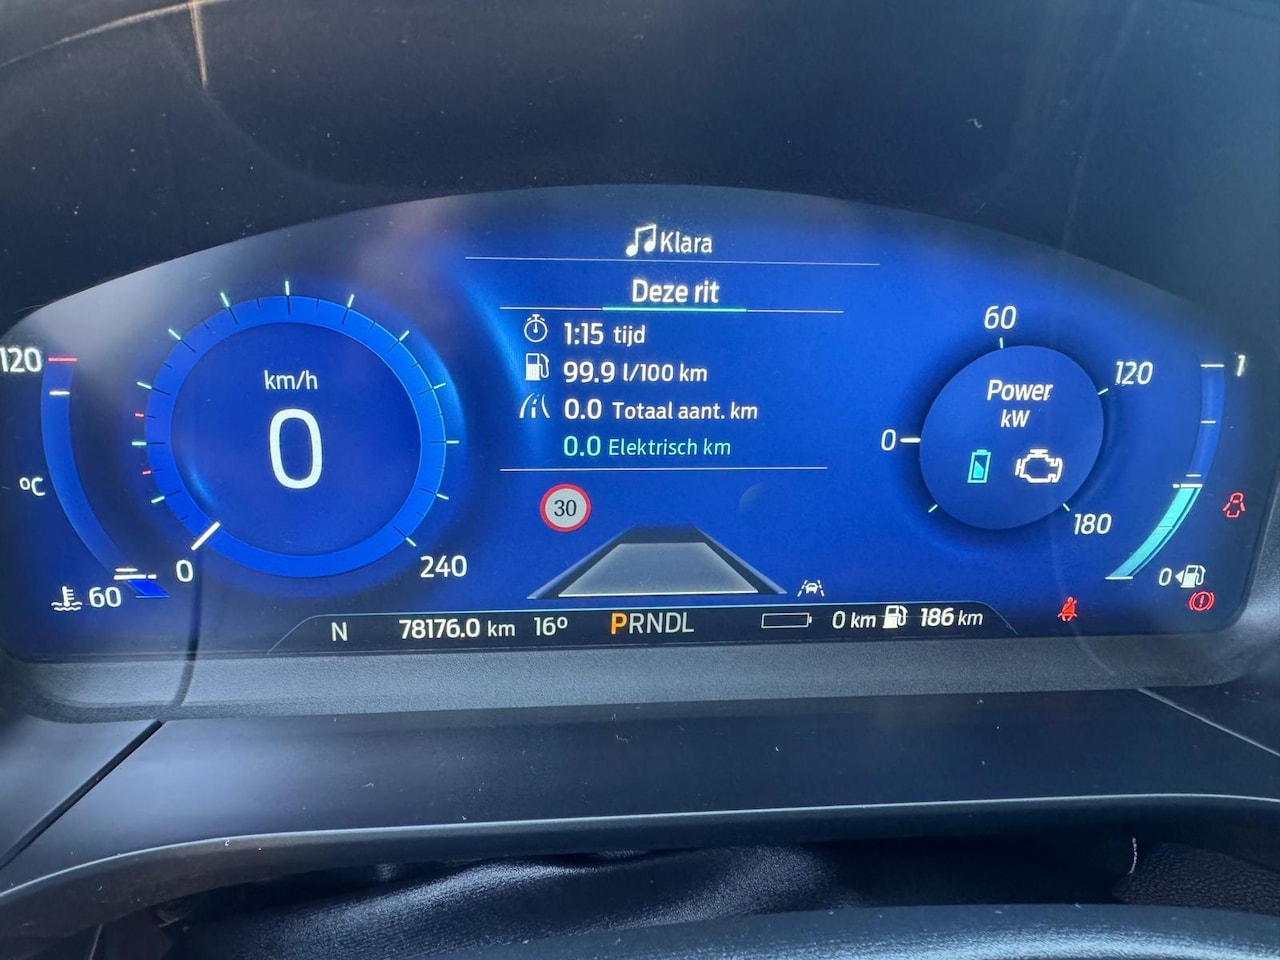 Klara
Deze rit
1:15 tijd
99.9 l/100 km
0.0 Totaal aant. km
0.0 Elektrisch km
km/h
0
0
240
120
°C
60
30
60
120
Power
kW
0
180
1
0
N 78176.0 km 16° PRNDL 0 km 186 km